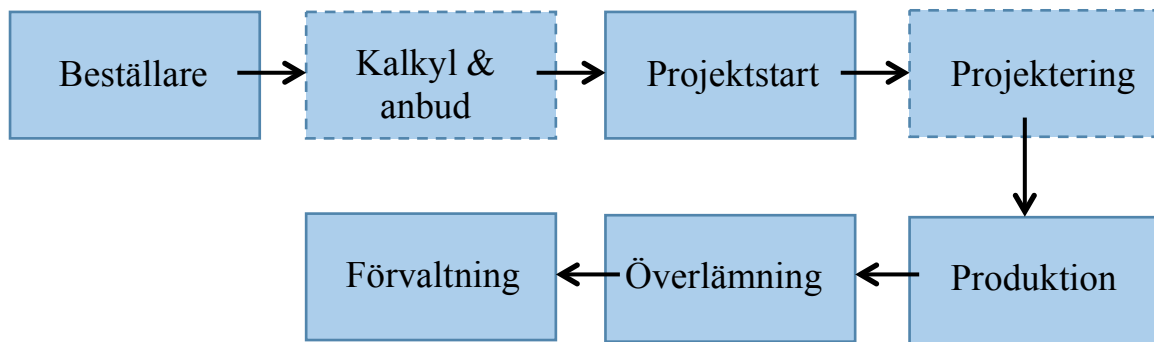 Beställare
Kalkyl &
anbud
Projektstart
Projektering
Produktion
Överlämning
Förvaltning